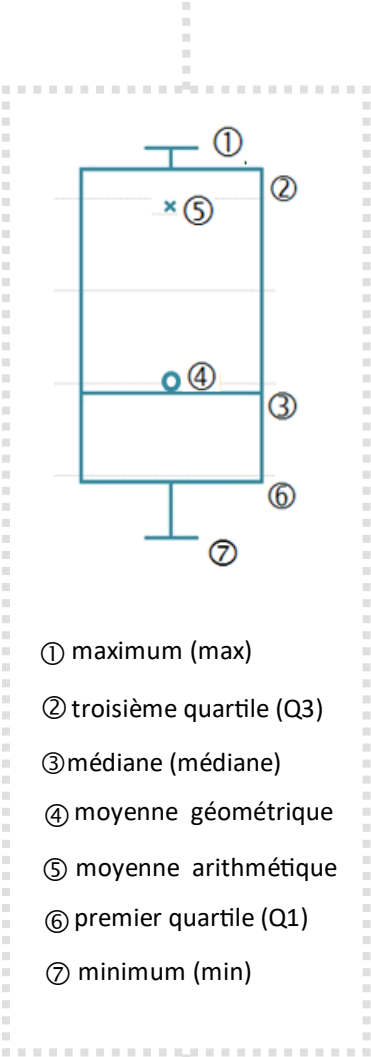 ①
②
⑤
④
③
⑥
⑦
① maximum (max)
② troisième quartile (Q3)
③médiane (médiane)
④ moyenne géométrique
⑤ moyenne arithmétique
⑥ premier quartile (Q1)
⑦ minimum (min)